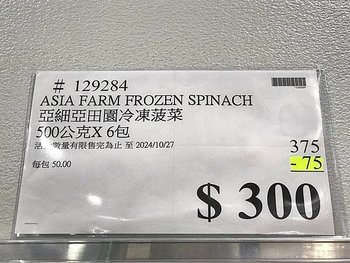 # 129284
ASIA FARM FROZEN SPINACH
亞細亞田園冷凍菠菜
500公克X 6包
數量有限售完為止 至 2024/10/27
每包 50.00
375
-75
$ 300